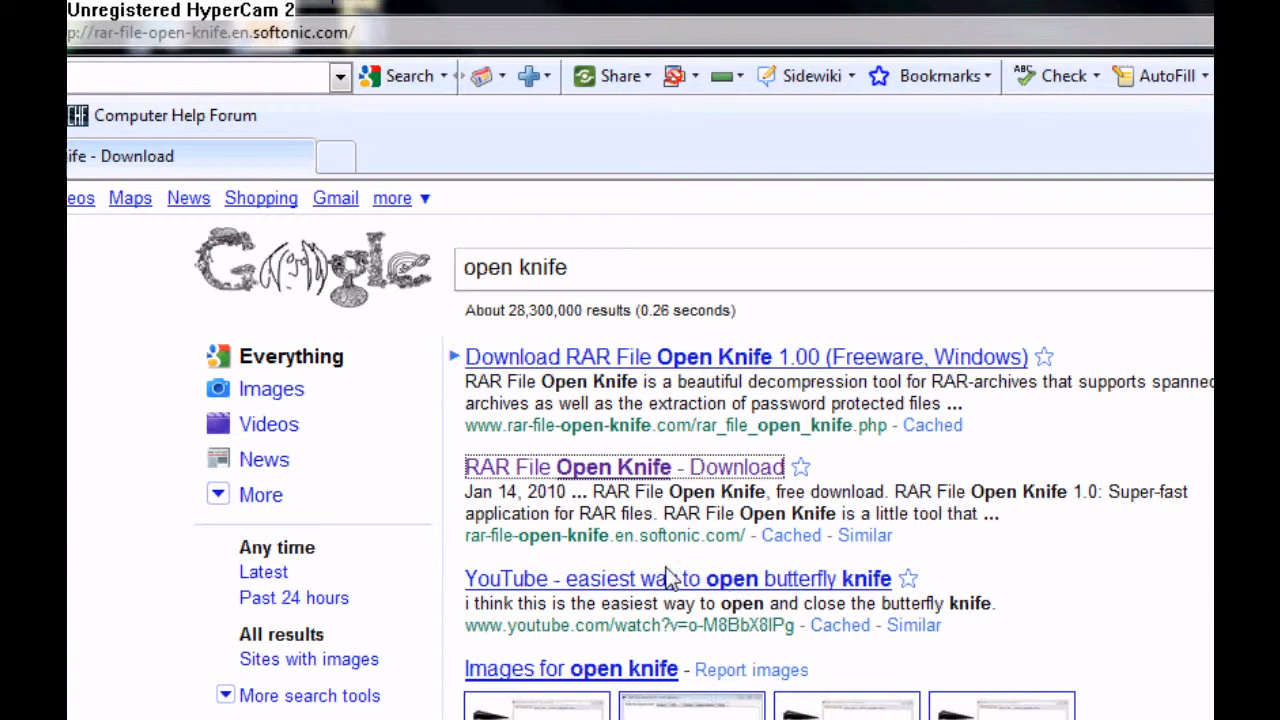 Unregistered HyperCam 2
p://rar-file-open-knife.en.softonic.com/
Search Share Sidewiki Bookmarks ABC Check AutoFill
CHF Computer Help Forum
ife - Download
eos Maps News Shopping Gmail more ▼
Google open knife
About 28,300,000 results (0.26 seconds)
Everything
Images
Videos
News
More
Any time
Latest
Past 24 hours
All results
Sites with images
More search tools
Download RAR File Open Knife 1.00 (Freeware, Windows)
RAR File Open Knife is a beautiful decompression tool for RAR-archives that supports spanned
archives as well as the extraction of password protected files ...
www.rar-file-open-knife.com/rar_file_open_knife.php - Cached
RAR File Open Knife - Download
Jan 14, 2010 ... RAR File Open Knife, free download. RAR File Open Knife 1.0: Super-fast
application for RAR files. RAR File Open Knife is a little tool that ...
rar-file-open-knife.en.softonic.com/ - Cached - Similar
YouTube - easiest way to open butterfly knife
i think this is the easiest way to open and close the butterfly knife.
www.youtube.com/watch?v=o-M8BbX8IPg - Cached - Similar
Images for open knife - Report images